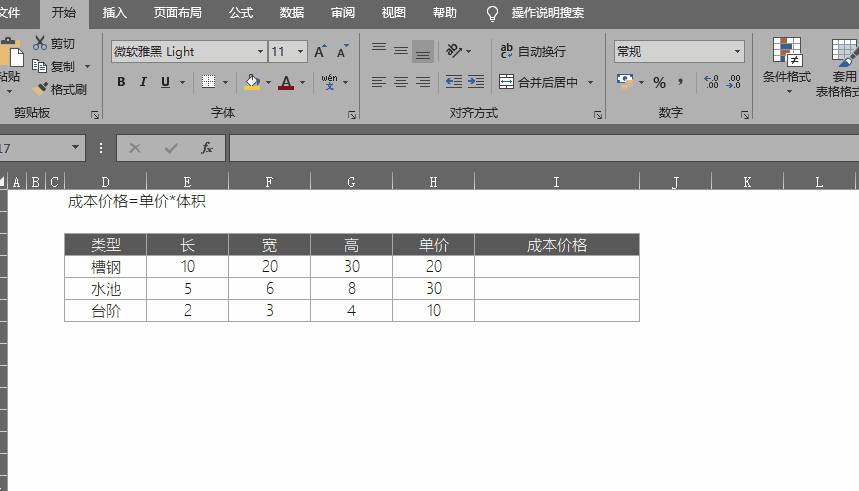 文件 开始 插入 页面布局 公式 数据 审阅 视图 帮助 操作说明搜索
剪切 微软雅黑 Light 11 A A ab 自动换行 常规
粘贴 复制 B I U A wén 合并后居中 % , .0 .00 条件格式 套用
格式刷 表格格式
剪贴板 字体 对齐方式 数字
17 fx
A B C D E F G H I J K L
成本价格=单价*体积
类型 长 宽 高 单价 成本价格
槽钢 10 20 30 20
水池 5 6 8 30
台阶 2 3 4 10